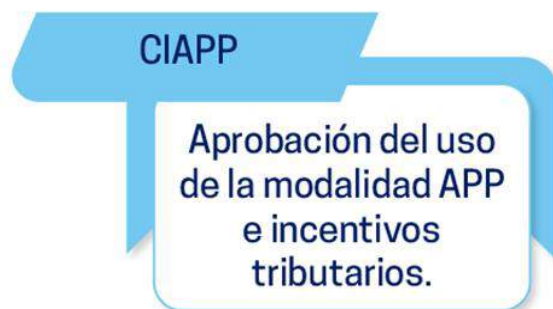 CIAPP
Aprobación del uso
de la modalidad APP
e incentivos
tributarios.